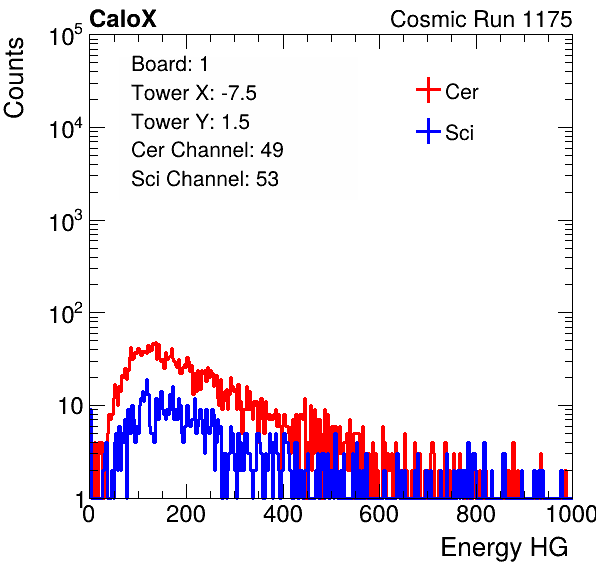 CaloX Cosmic Run 1175
Counts
10^5
10^4
10^3
10^2
10
1
Board: 1
Tower X: -7.5
Tower Y: 1.5
Cer Channel: 49
Sci Channel: 53
Cer
Sci
0 200 400 600 800 1000
Energy HG